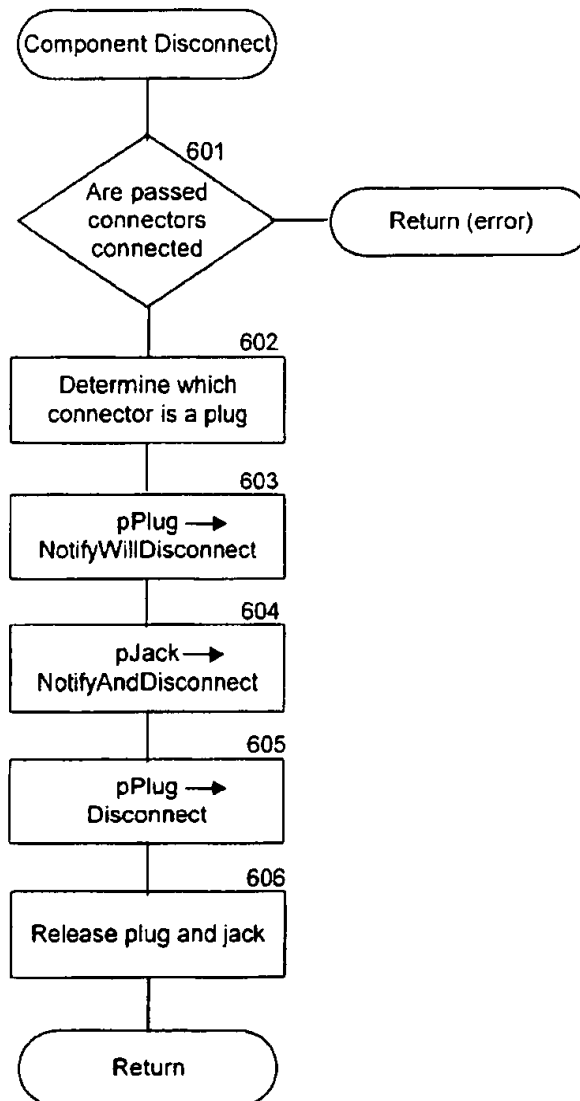 Component Disconnect
601
Are passed
connectors
connected
Return (error)
602
Determine which
connector is a plug
603
pPlug →
NotifyWillDisconnect
604
pJack →
NotifyAndDisconnect
605
pPlug →
Disconnect
606
Release plug and jack
Return